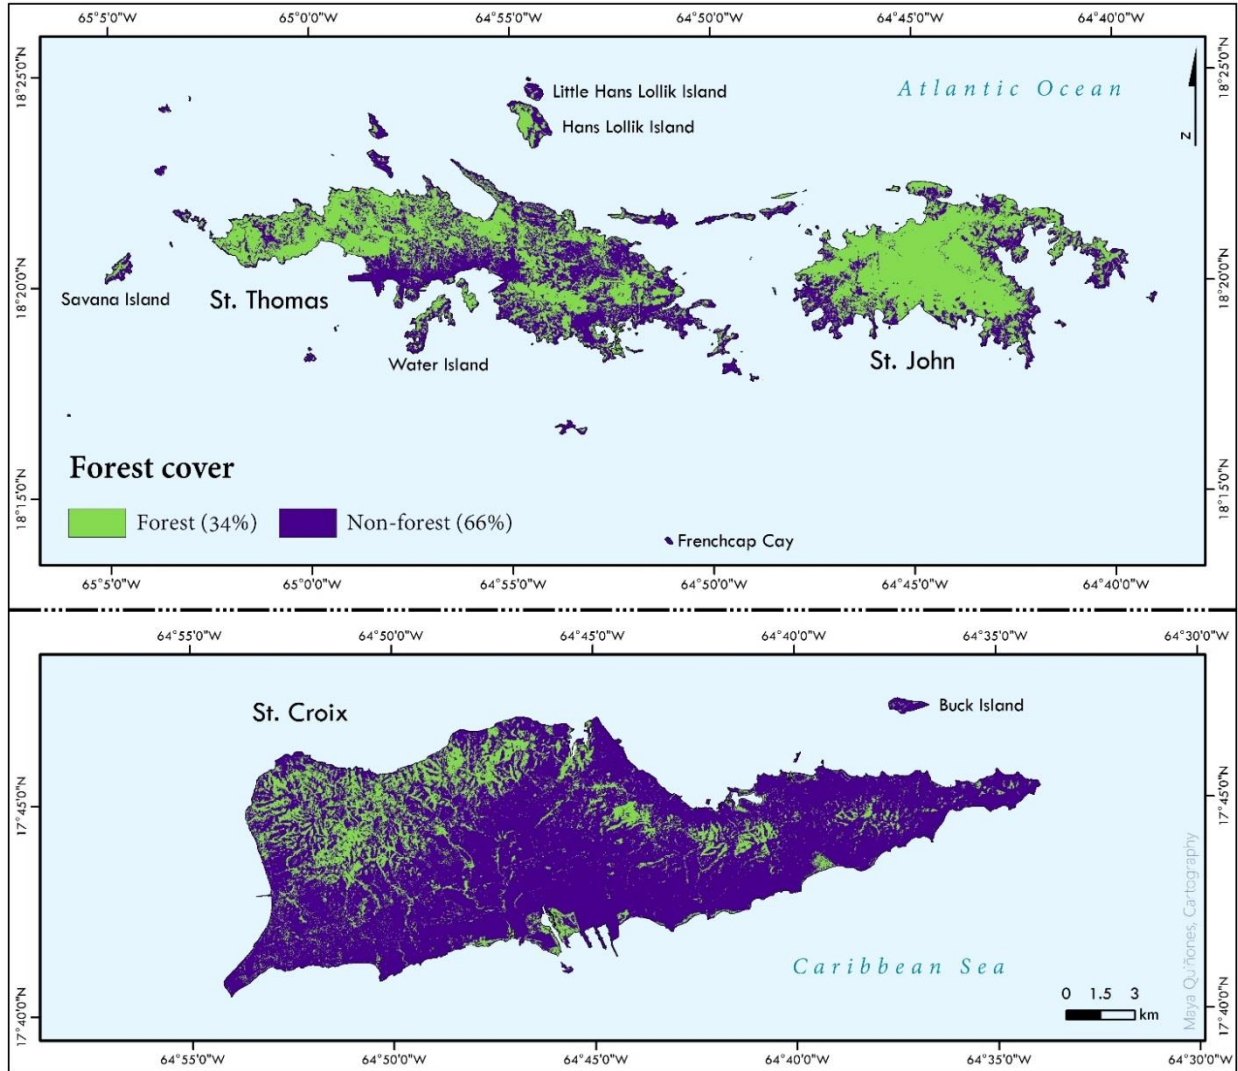 65°5'0"W 65°0'0"W 64°55'0"W 64°50'0"W 64°45'0"W 64°40'0"W
18°25'0"N
18°25'0"N
Atlantic Ocean
Little Hans Lollik Island
Hans Lollik Island
N
18°20'0"N
18°20'0"N
Savana Island
St. Thomas
Water Island
St. John
Forest cover
Forest (34%) Non-forest (66%)
18°15'0"N
18°15'0"N
Frenchcap Cay
65°5'0"W 65°0'0"W 64°55'0"W 64°50'0"W 64°45'0"W 64°40'0"W
64°55'0"W 64°50'0"W 64°45'0"W 64°40'0"W 64°35'0"W 64°30'0"W
St. Croix
Buck Island
17°45'0"N
17°45'0"N
Caribbean Sea
0 1.5 3
km
Maya Quiñones, Cartography
17°40'0"N
17°40'0"N
64°55'0"W 64°50'0"W 64°45'0"W 64°40'0"W 64°35'0"W 64°30'0"W